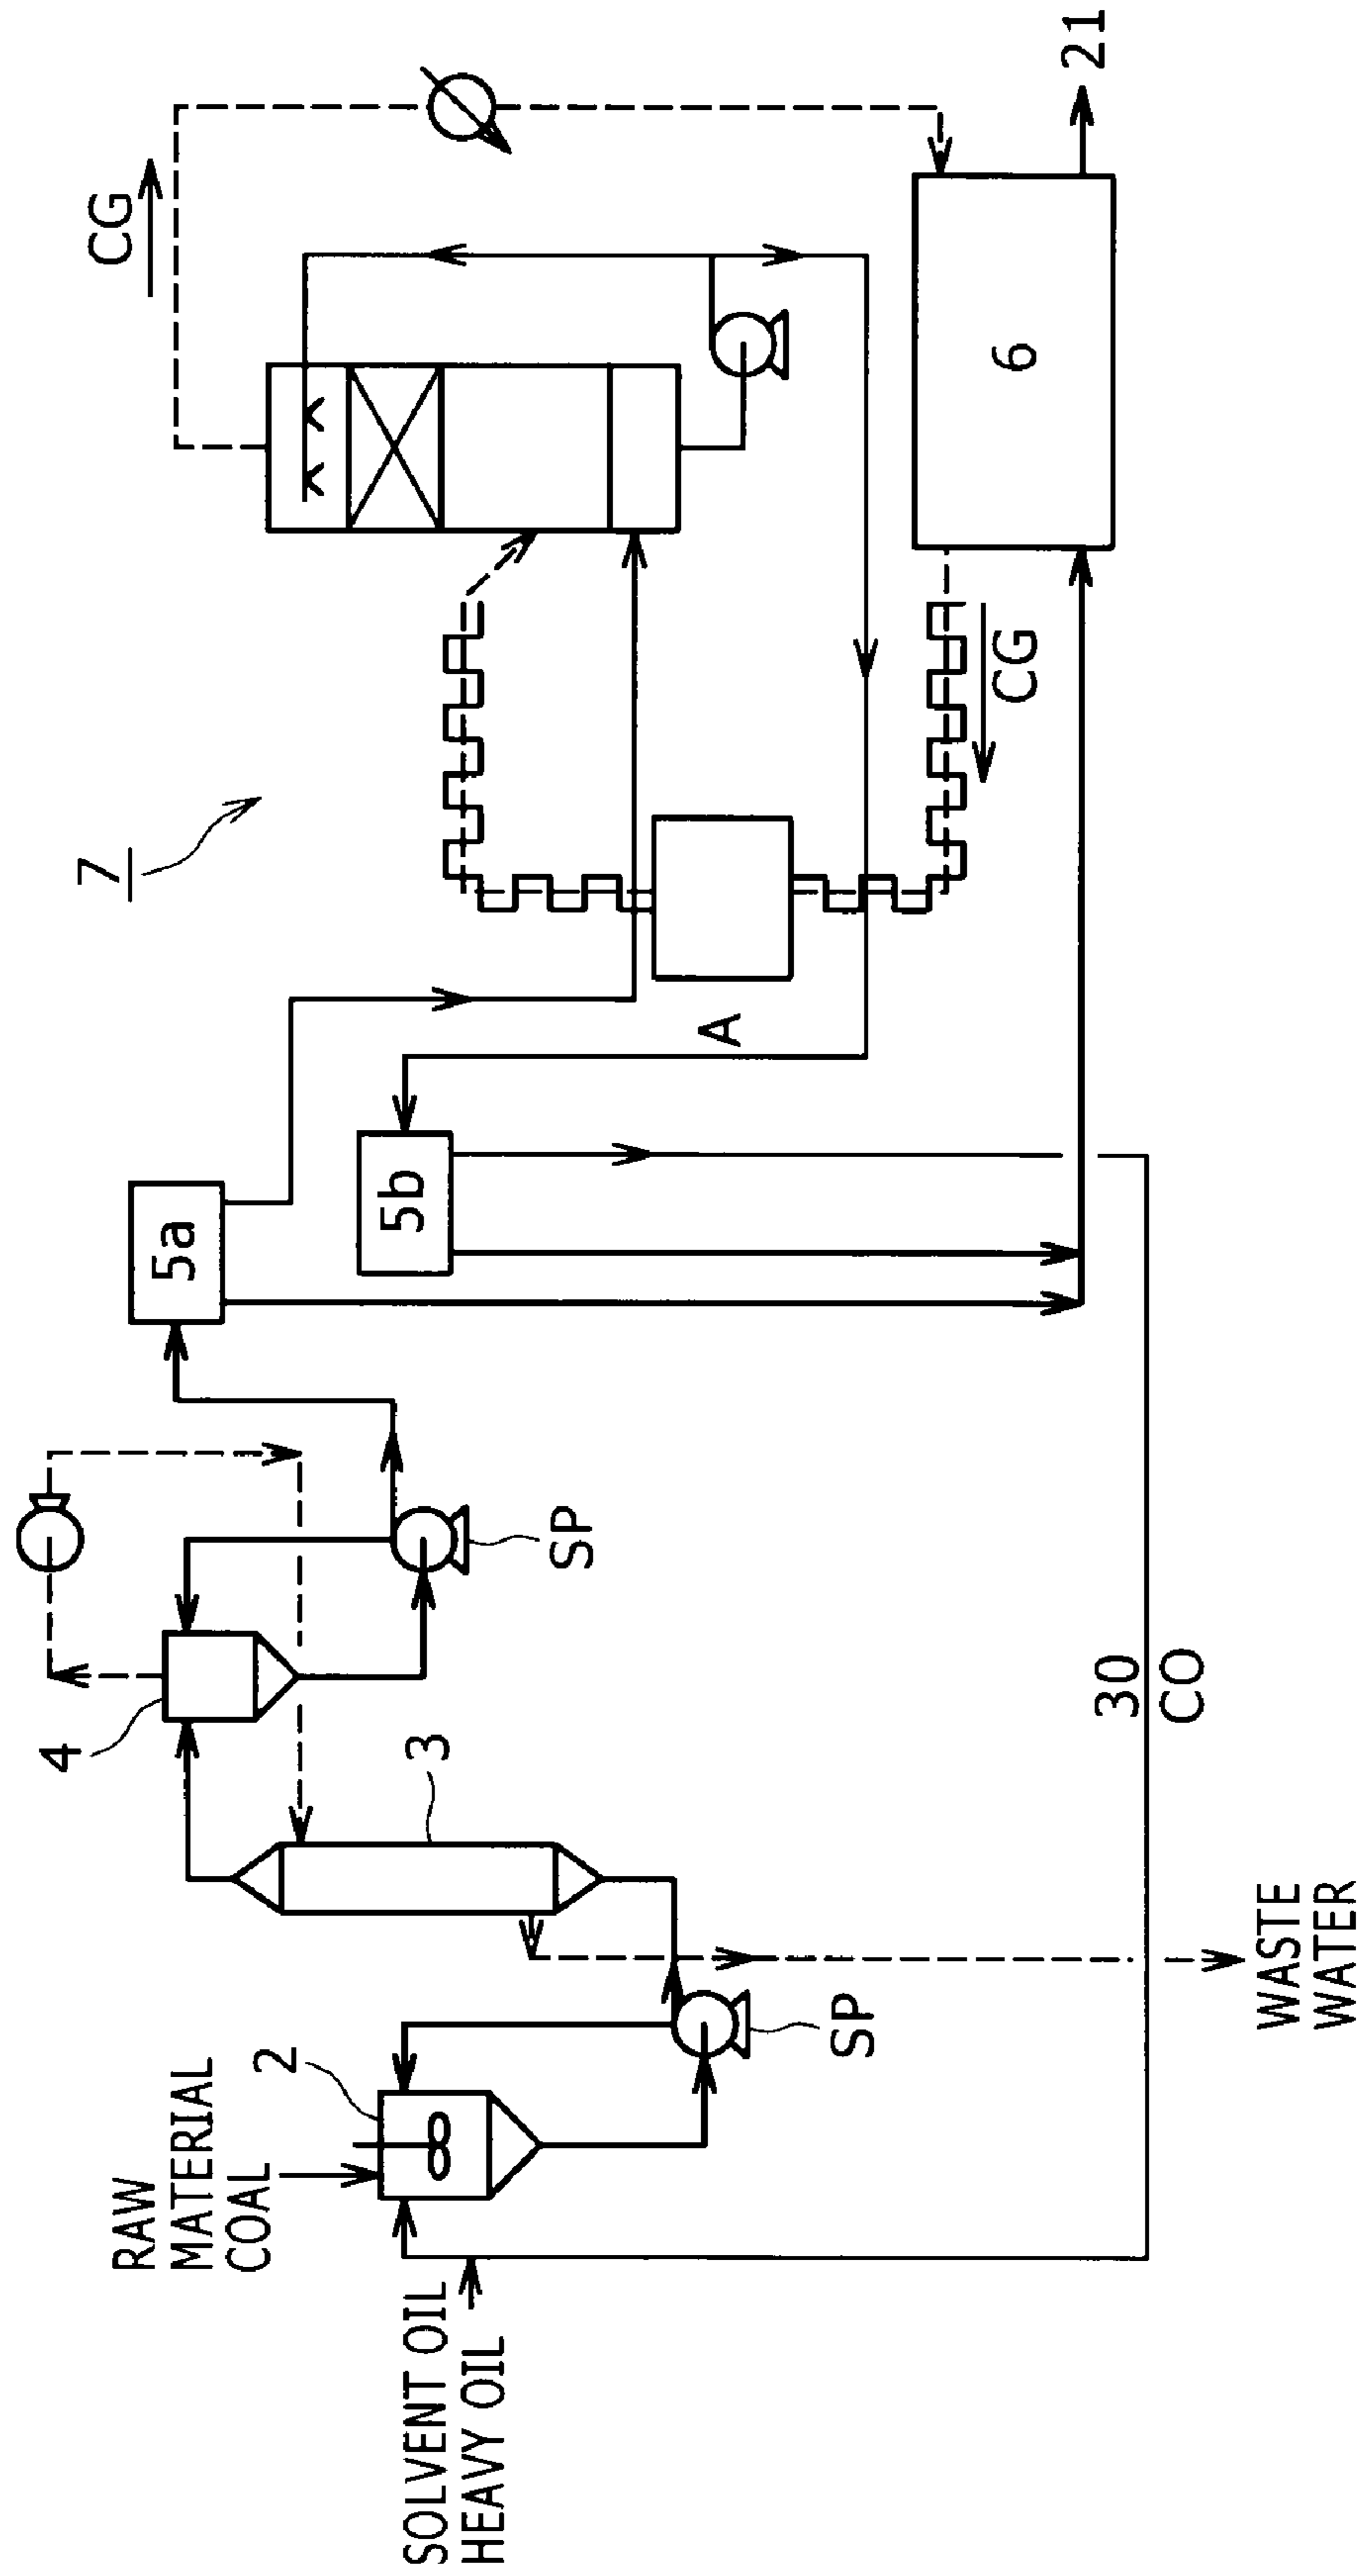 7
CG
RAW
MATERIAL
COAL
SOLVENT OIL
HEAVY OIL
2
SP
3
4
SP
5a
5b
A
CG
6
21
30
CO
WASTE
WATER